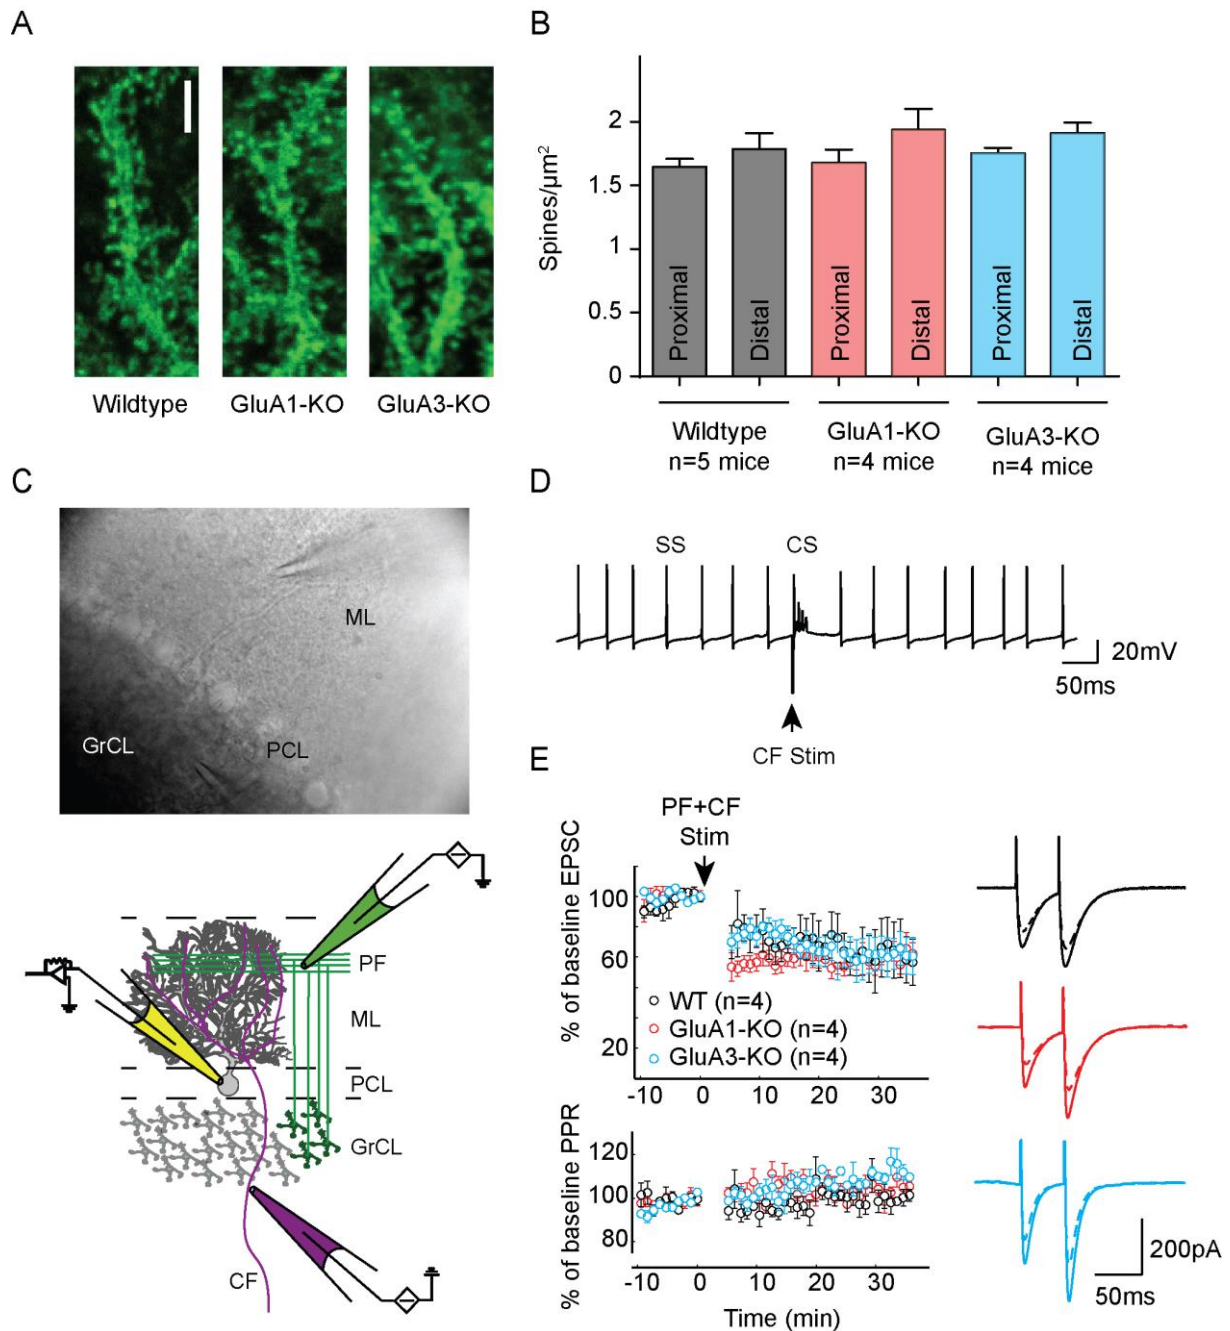 A
Wildtype
GluA1-KO
GluA3-KO
B
Spines/µm²
2
1.5
1
0.5
0
Proximal
Distal
Proximal
Distal
Proximal
Distal
Wildtype
n=5 mice
GluA1-KO
n=4 mice
GluA3-KO
n=4 mice
C
ML
GrCL
PCL
PF
ML
PCL
GrCL
CF
D
SS
CS
20mV
50ms
CF Stim
E
PF+CF
Stim
% of baseline EPSC
100
60
20
WT (n=4)
GluA1-KO (n=4)
GluA3-KO (n=4)
-10 0 10 20 30
% of baseline PPR
120
100
80
-10 0 10 20 30
Time (min)
200pA
50ms